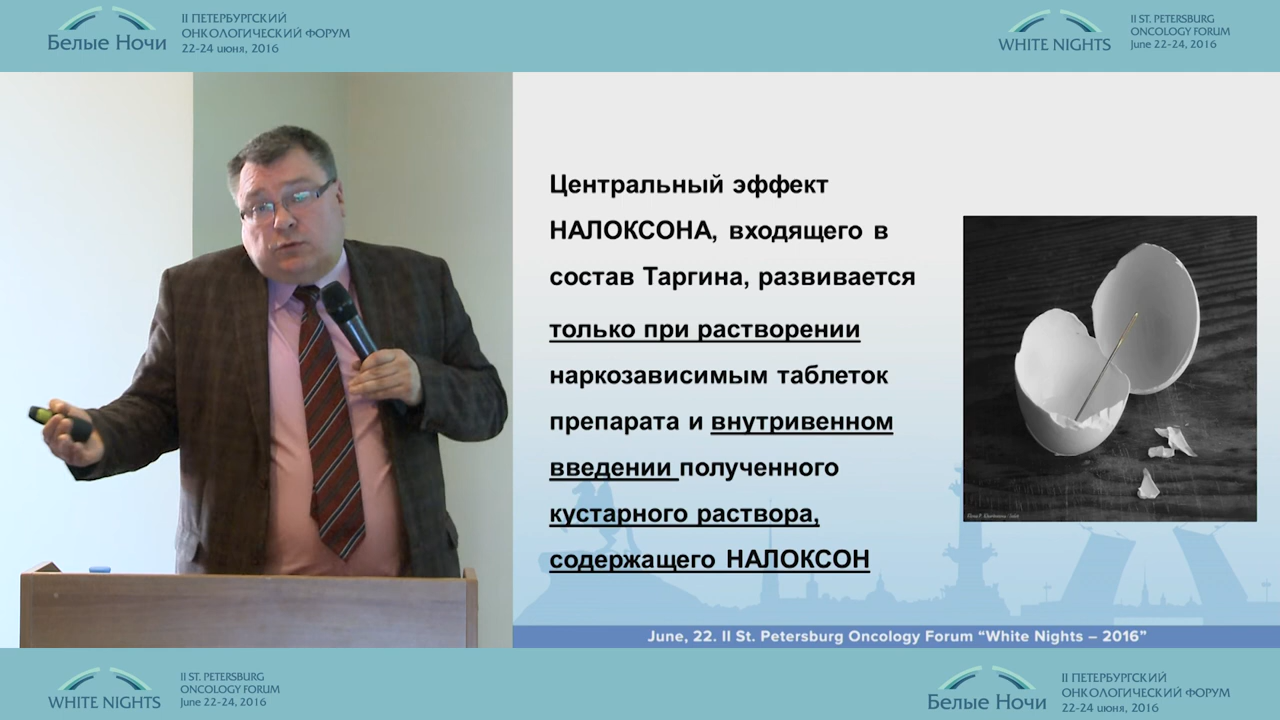 Белые Ночи
II ПЕТЕРБУРГСКИЙ
ОНКОЛОГИЧЕСКИЙ ФОРУМ
22-24 июня, 2016
WHITE NIGHTS
II ST. PETERSBURG
ONCOLOGY FORUM
June 22-24, 2016
Центральный эффект
НАЛОКСОНА, входящего в
состав Таргина, развивается
только при растворении
наркозависимым таблеток
препарата и внутривенном
введении полученного
кустарного раствора,
содержащего НАЛОКСОН
June, 22. II St. Petersburg Oncology Forum “White Nights – 2016”
WHITE NIGHTS
II ST. PETERSBURG
ONCOLOGY FORUM
June 22-24, 2016
Белые Ночи
II ПЕТЕРБУРГСКИЙ
ОНКОЛОГИЧЕСКИЙ ФОРУМ
22-24 июня, 2016